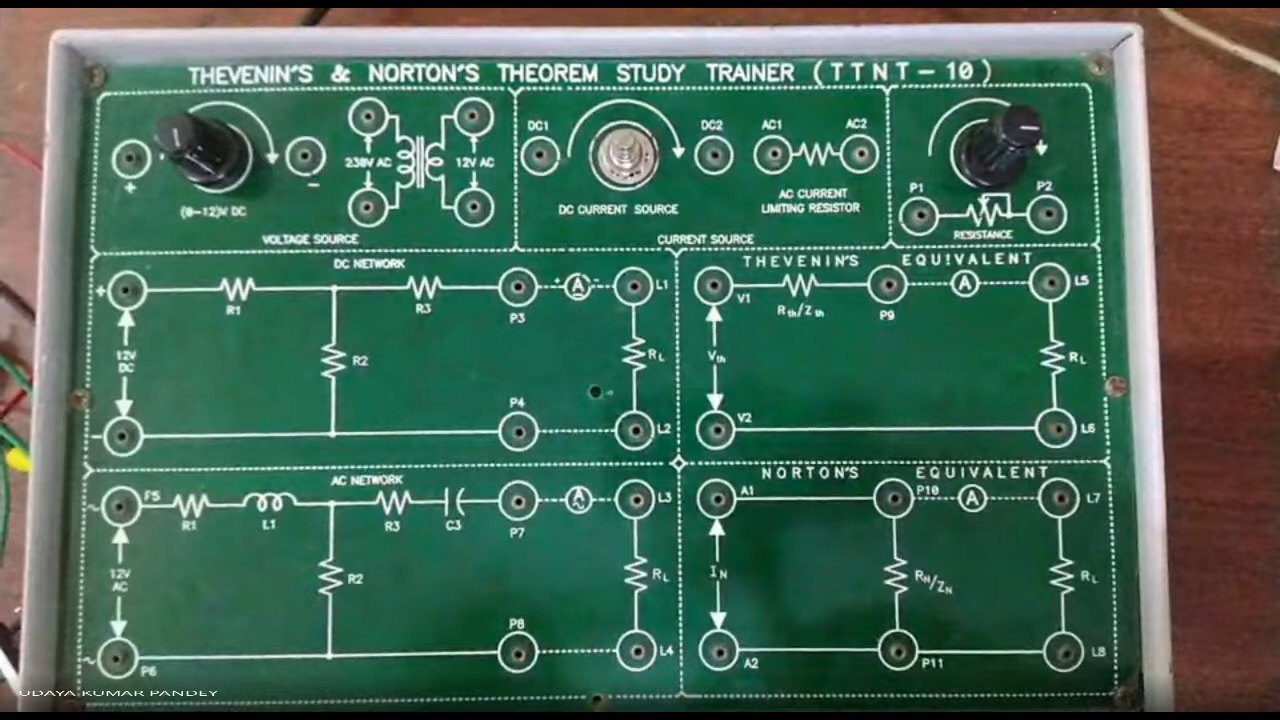 THEVENIN'S & NORTON'S THEOREM STUDY TRAINER (TTNT-10)
+
(0-12)V DC
-
230V AC
12V AC
VOLTAGE SOURCE
DC1
DC2
DC CURRENT SOURCE
AC1
AC2
AC CURRENT
LIMITING RESISTOR
CURRENT SOURCE
P1
P2
RESISTANCE
DC NETWORK
+
R1
R3
P3
+ A -
L1
12V
DC
R2
RL
P4
L2
-
THEVENIN'S EQUIVALENT
V1
Rth/Zth
P9
A
L5
Vth
RL
V2
L6
AC NETWORK
~
F5
R1
L1
R3
C3
P7
A
~
L3
12V
AC
R2
RL
P8
L4
~
P6
NORTON'S EQUIVALENT
A1
P10
A
L7
IN
RN/ZN
RL
A2
P11
L8
UDAYA KUMAR PANDEY